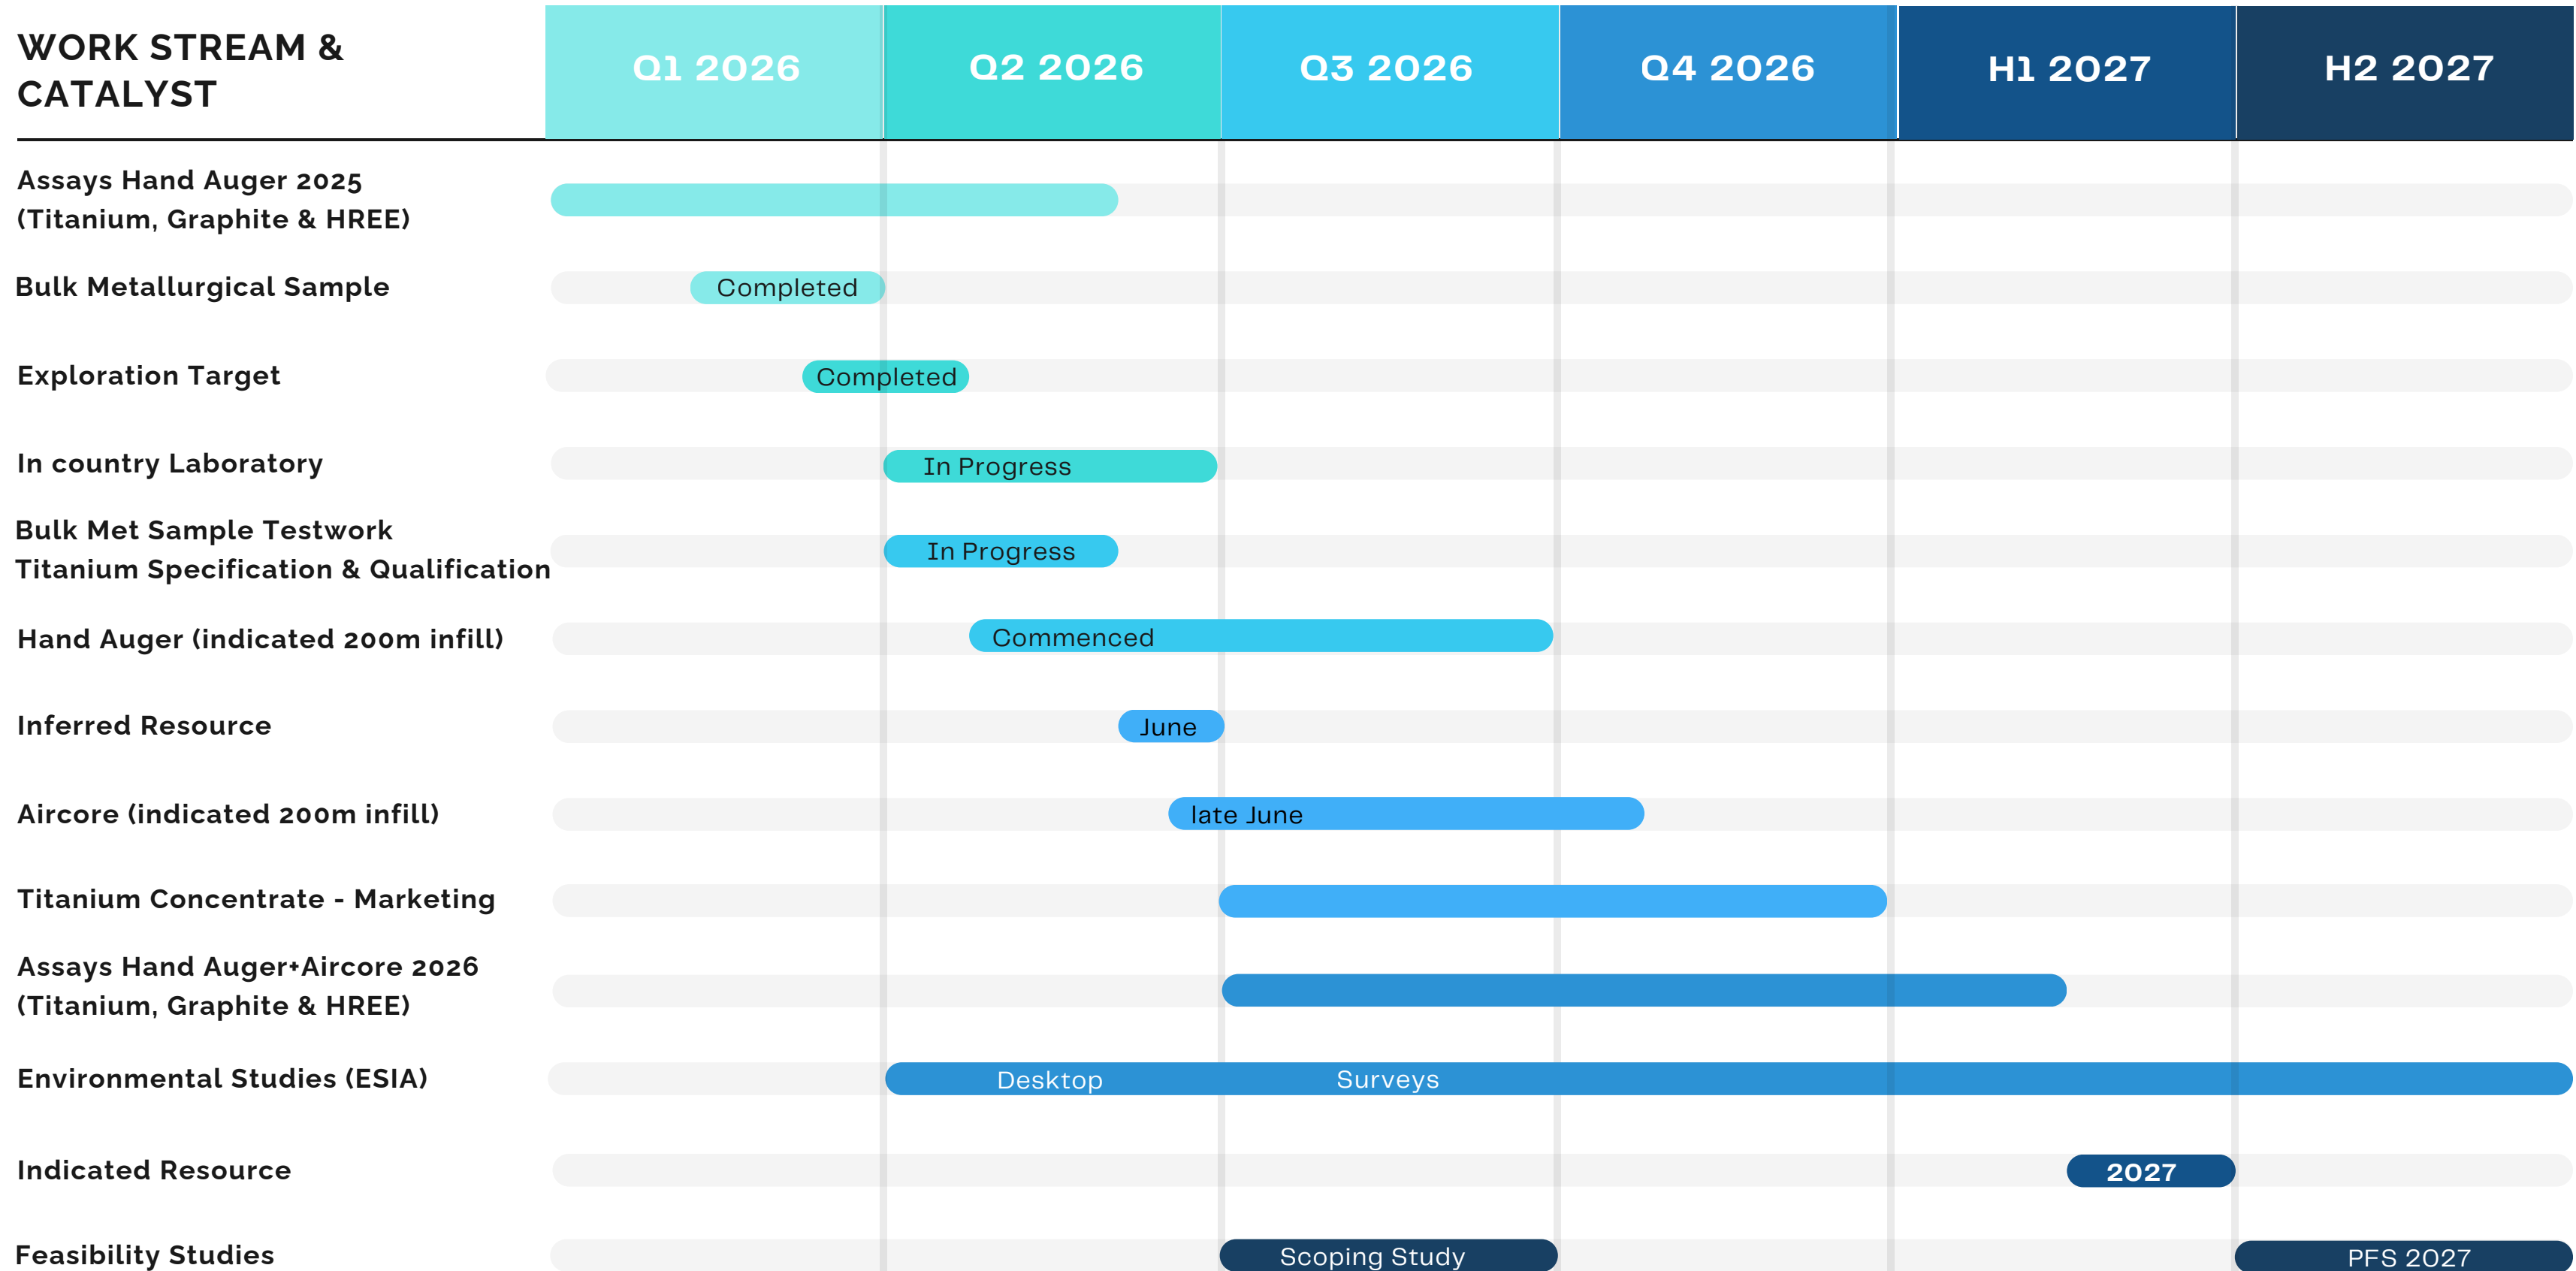 WORK STREAM &
CATALYST
Q1 2026
Q2 2026
Q3 2026
Q4 2026
H1 2027
H2 2027
Assays Hand Auger 2025
(Titanium, Graphite & HREE)
Bulk Metallurgical Sample
Completed
Exploration Target
Completed
In country Laboratory
In Progress
Bulk Met Sample Testwork
Titanium Specification & Qualification
In Progress
Hand Auger (indicated 200m infill)
Commenced
Inferred Resource
June
Aircore (indicated 200m infill)
late June
Titanium Concentrate - Marketing
Assays Hand Auger+Aircore 2026
(Titanium, Graphite & HREE)
Environmental Studies (ESIA)
Desktop
Surveys
Indicated Resource
2027
Feasibility Studies
Scoping Study
PFS 2027